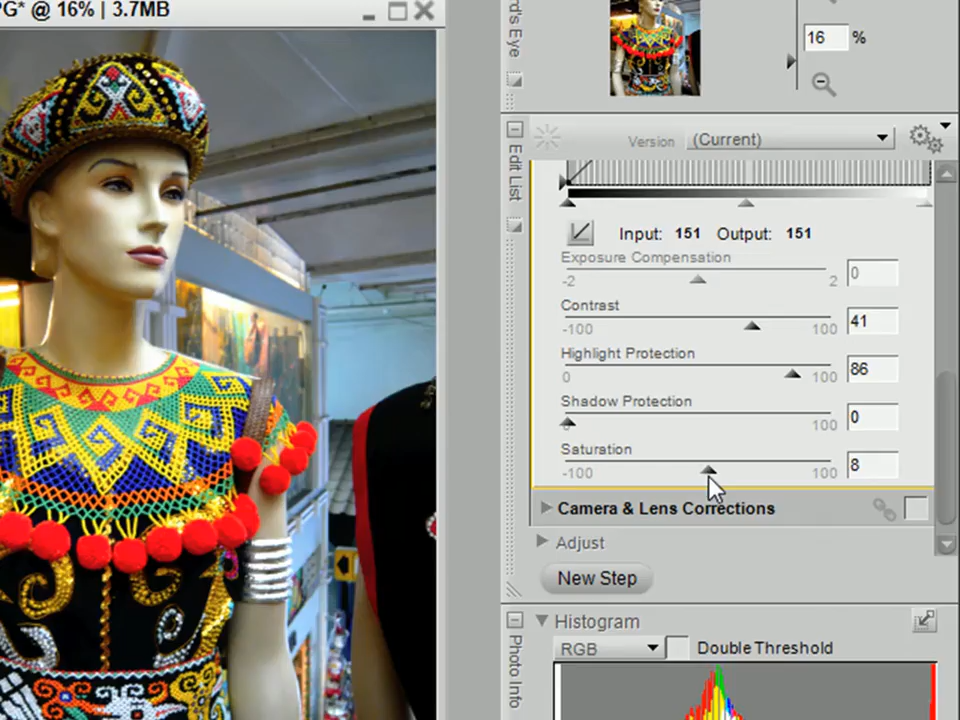 PG* @ 16% | 3.7MB
rd's Eye
16 %
Edit List
Version (Current)
Input: 151 Output: 151
Exposure Compensation
-2 2 0
Contrast
-100 100 41
Highlight Protection
0 100 86
Shadow Protection
100 0
Saturation
-100 100 8
Camera & Lens Corrections
Adjust
New Step
Histogram
Photo Info
RGB Double Threshold